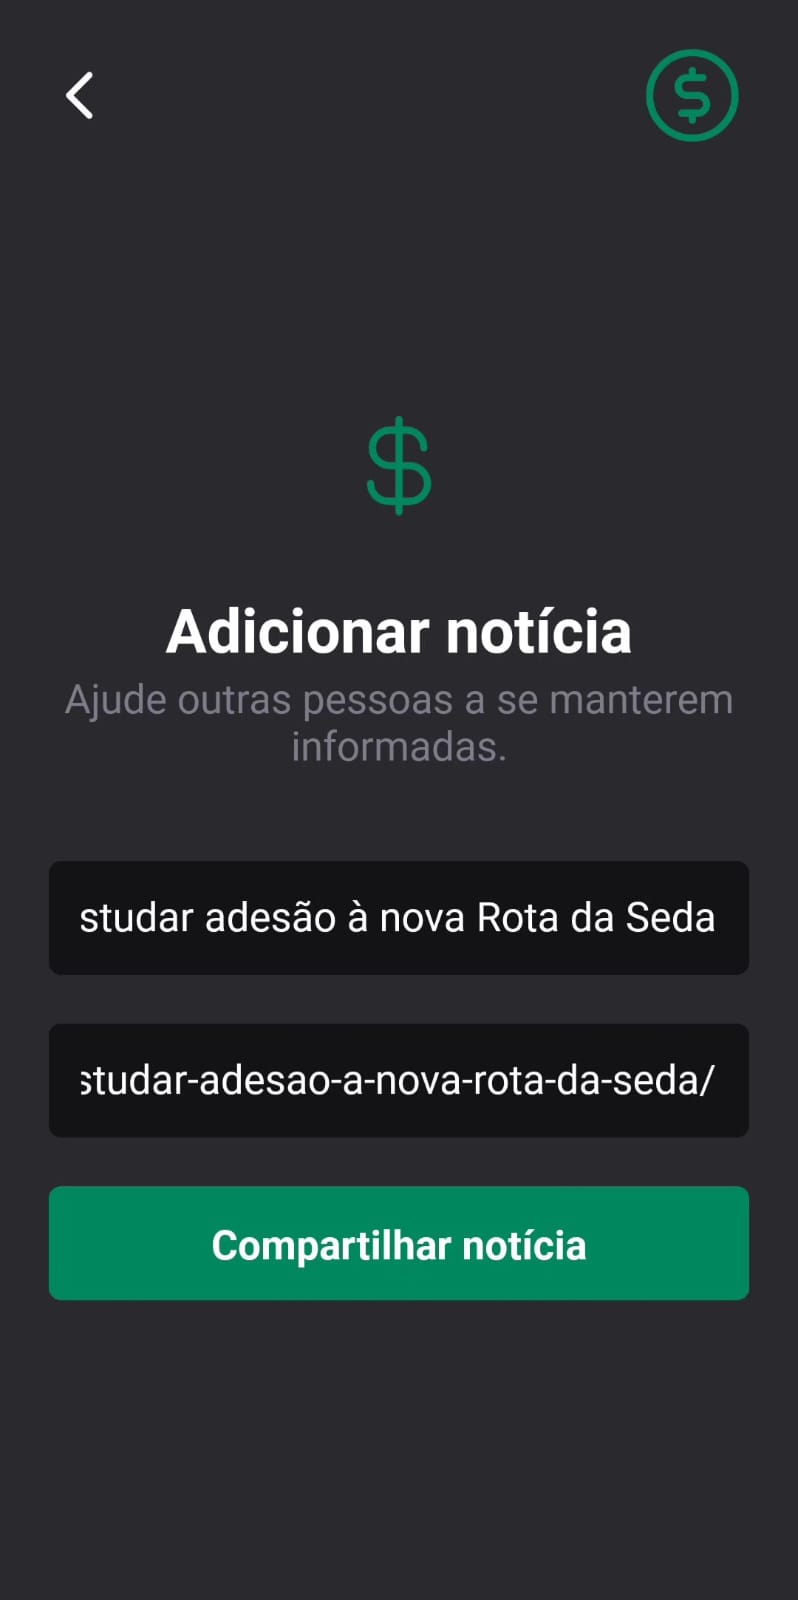 Adicionar notícia
Ajude outras pessoas a se manterem
informadas.
studar adesão à nova Rota da Seda
studar-adesao-a-nova-rota-da-seda/
Compartilhar notícia